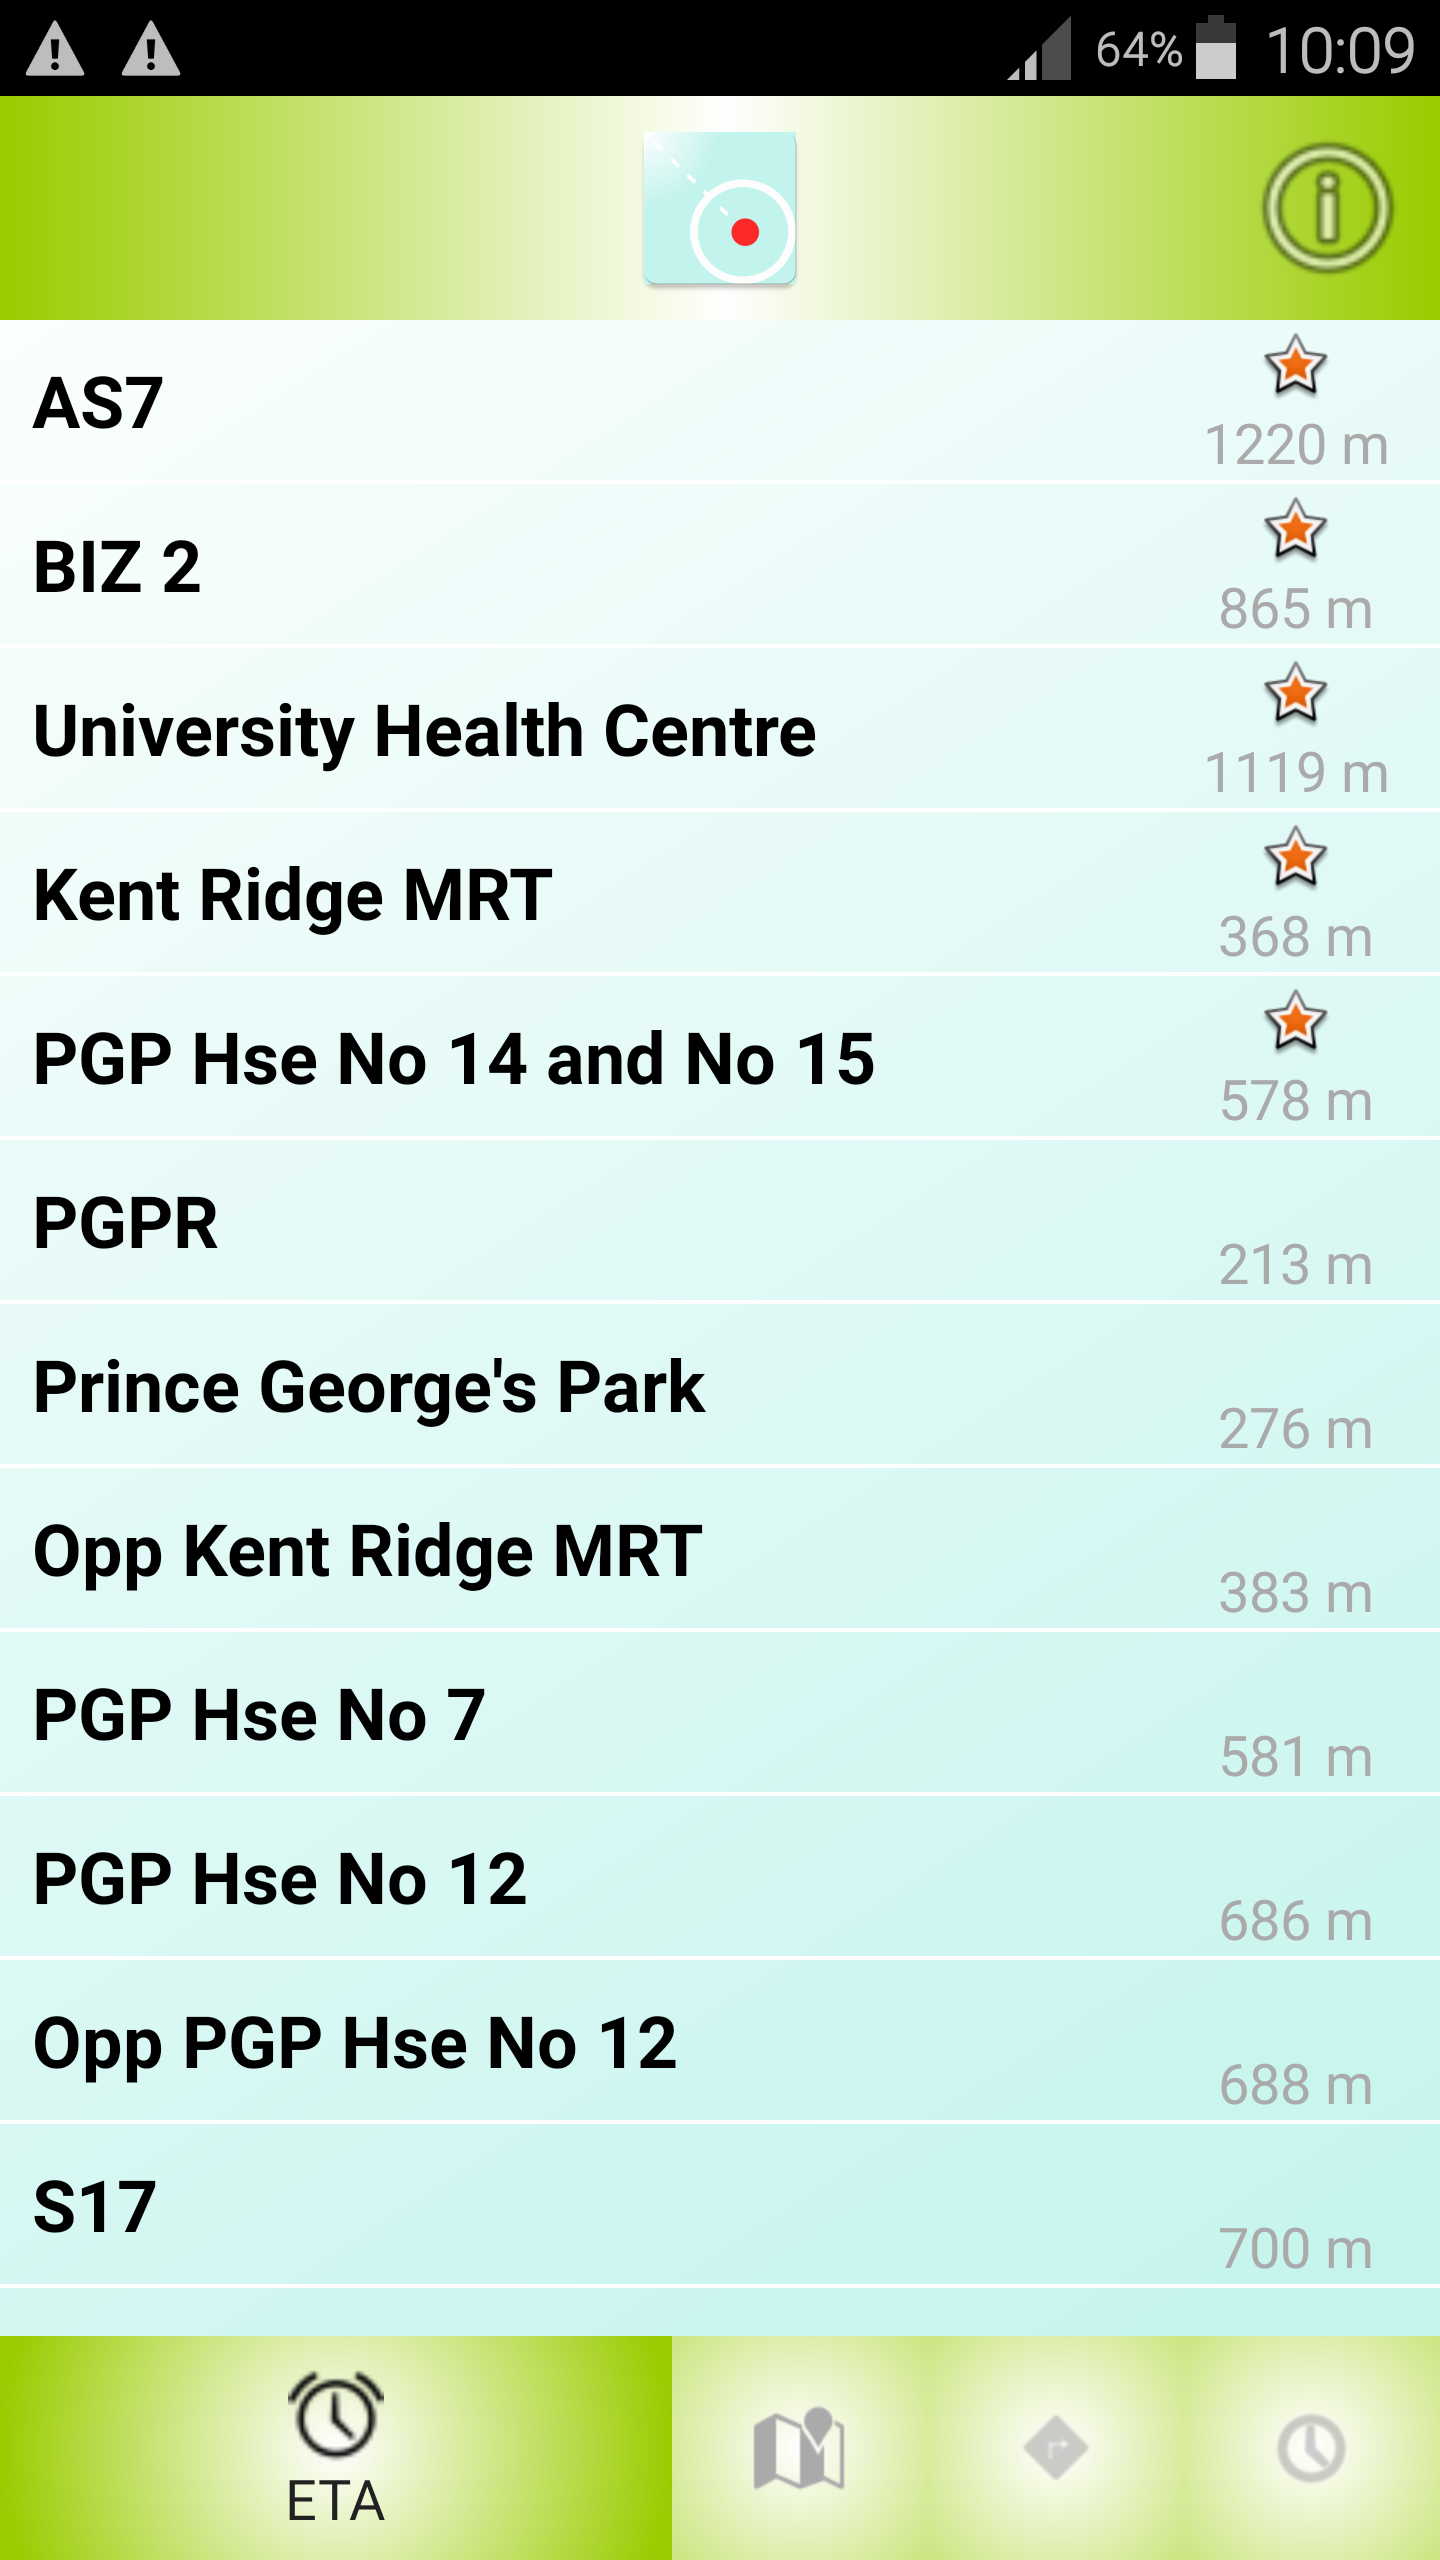 64% 10:09
AS7
1220 m
BIZ 2
865 m
University Health Centre
1119 m
Kent Ridge MRT
368 m
PGP Hse No 14 and No 15
578 m
PGPR
213 m
Prince George's Park
276 m
Opp Kent Ridge MRT
383 m
PGP Hse No 7
581 m
PGP Hse No 12
686 m
Opp PGP Hse No 12
688 m
S17
700 m
ETA